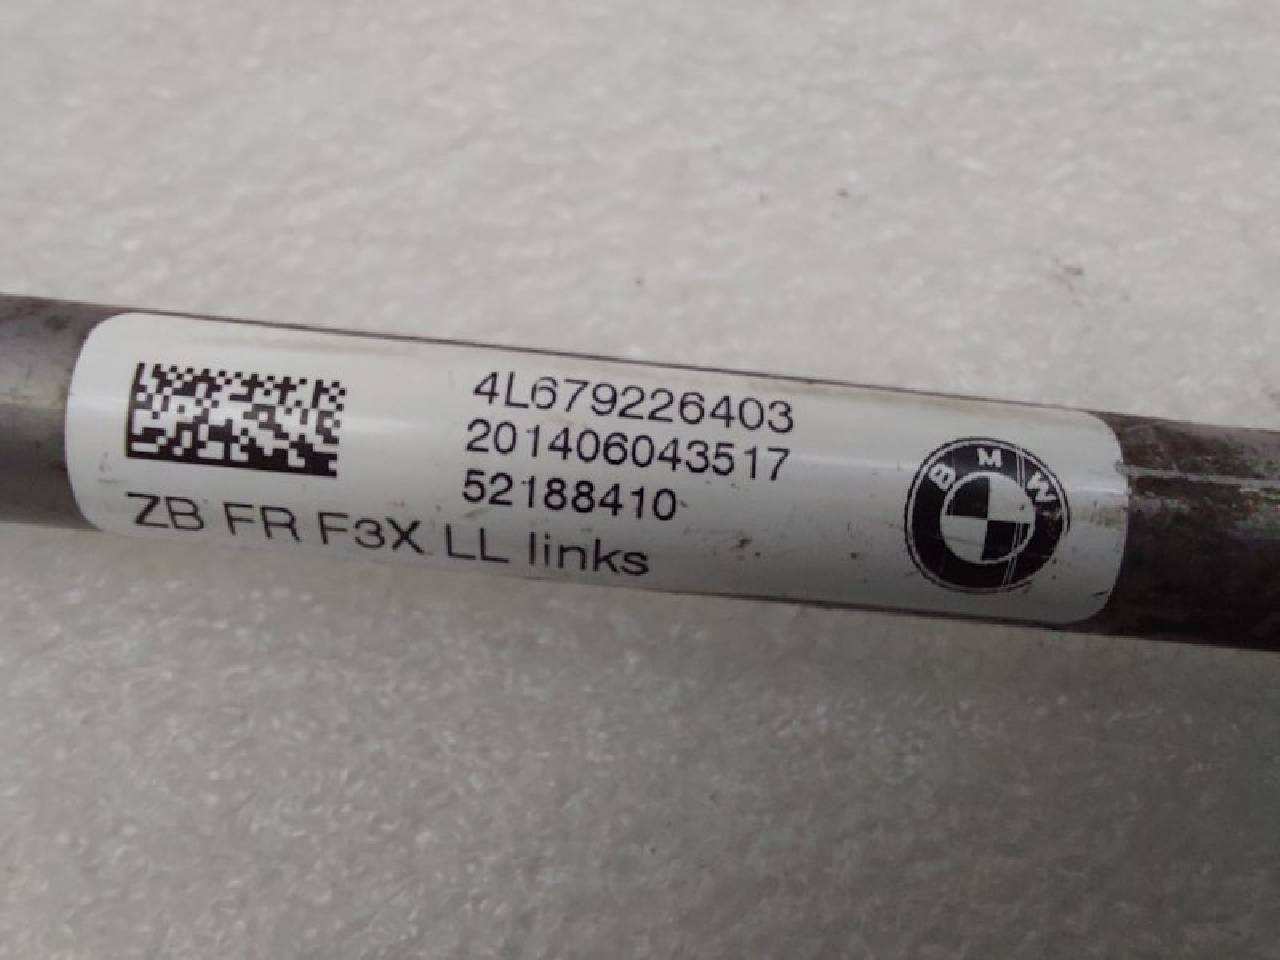 4L679226403
201406043517
52188410
ZB FR F3X LL links
BMW